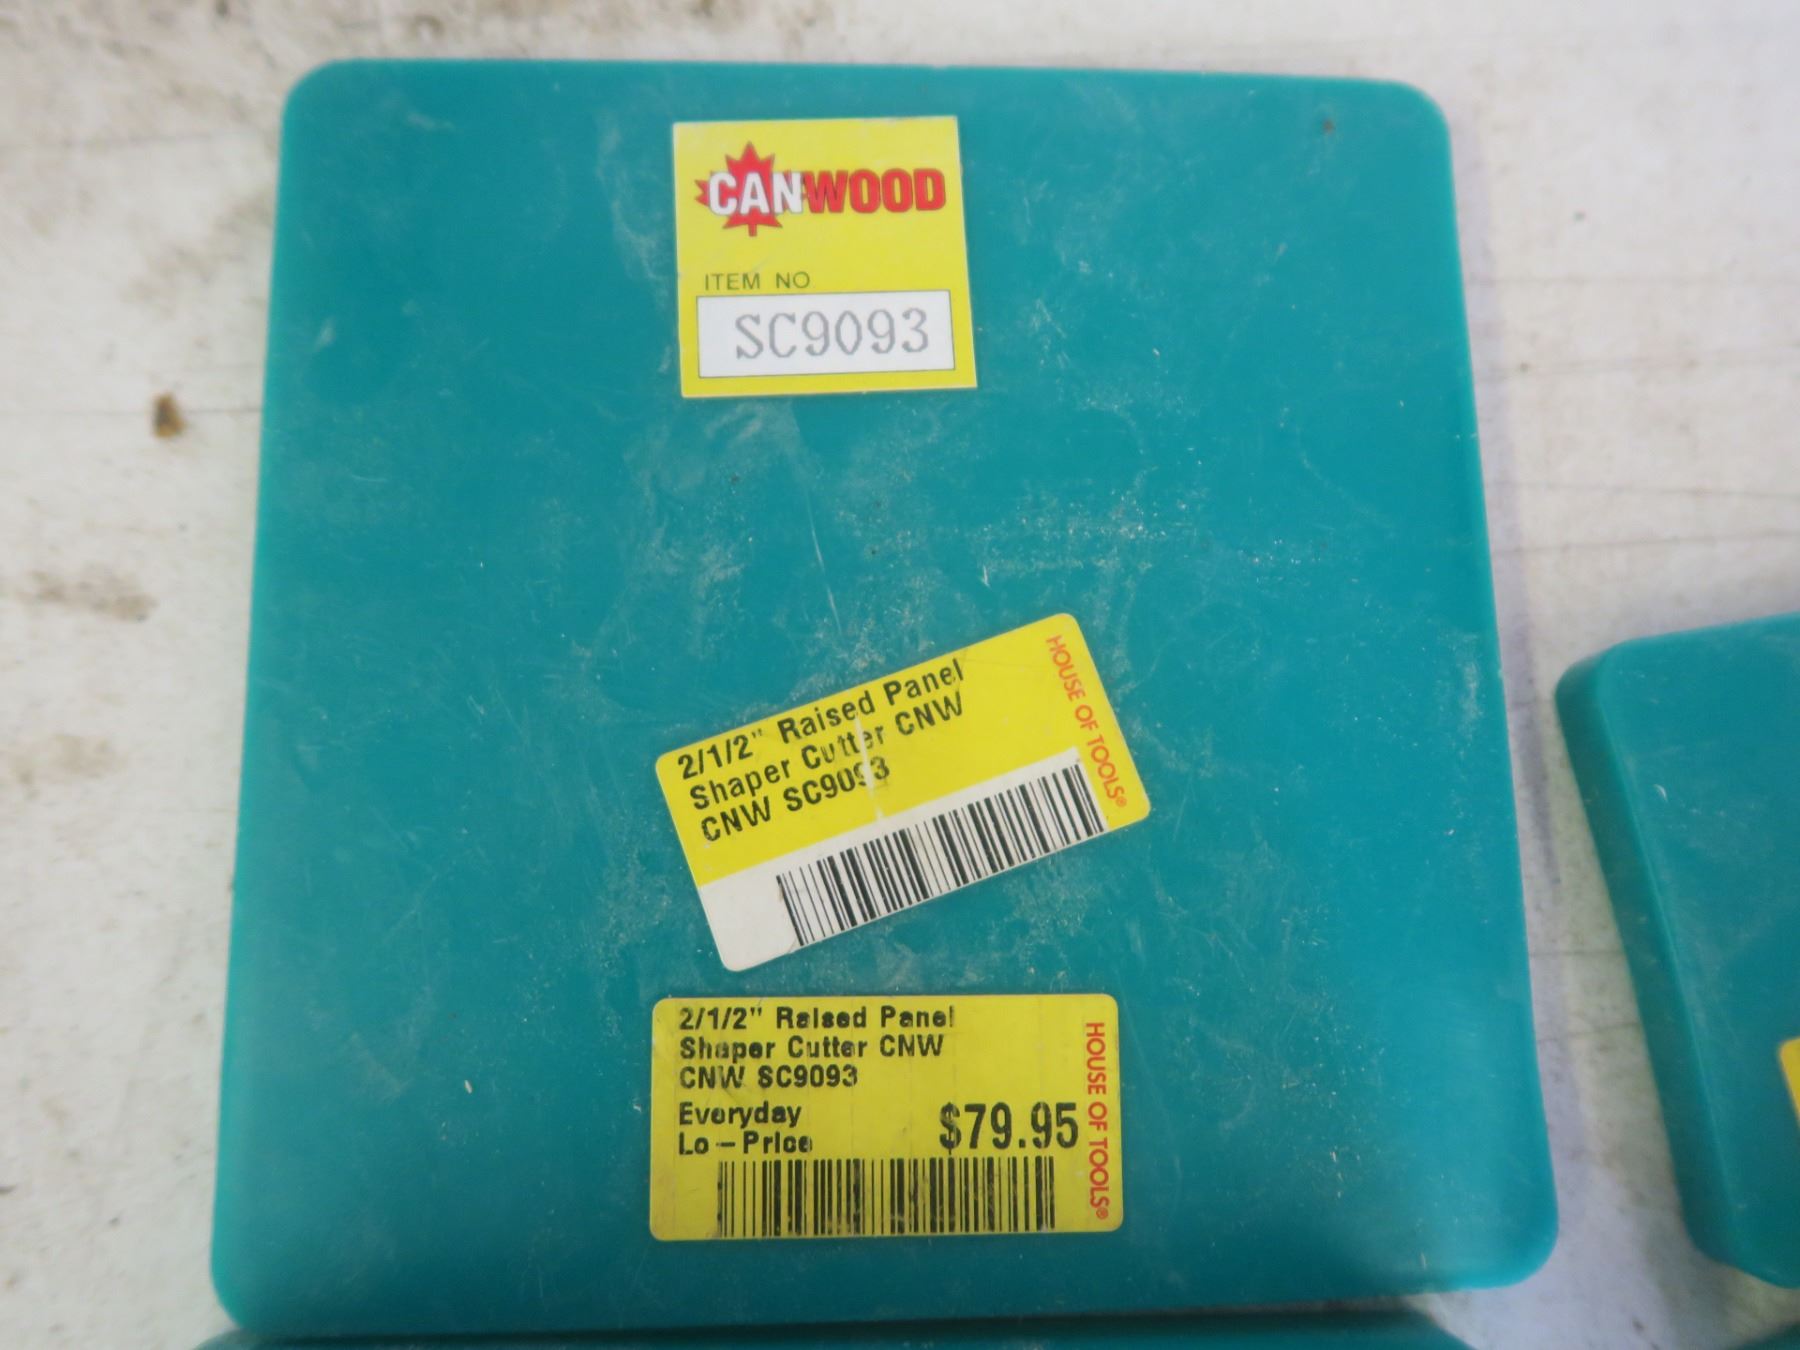 CANWOOD
ITEM NO
SC9093
2/1/2" Raised Panel
Shaper Cutter CNW
CNW SC9093
HOUSE OF TOOLS®
2/1/2" Raised Panel
Shaper Cutter CNW
CNW SC9093
Everyday
Lo-Price
$79.95
HOUSE OF TOOLS®